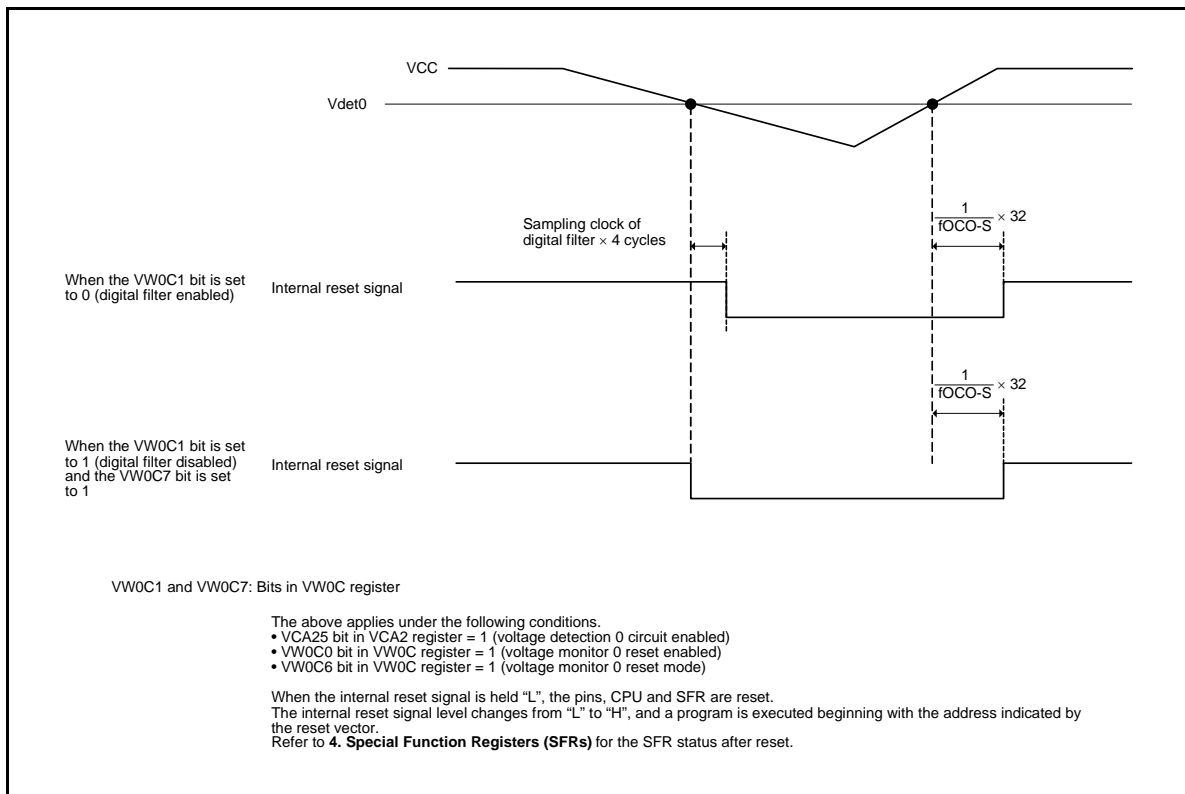 VCC
Vdet0
Sampling clock of
digital filter × 4 cycles
1
fOCO-S
× 32
When the VW0C1 bit is set
to 0 (digital filter enabled)
Internal reset signal
1
fOCO-S
× 32
When the VW0C1 bit is set
to 1 (digital filter disabled)
and the VW0C7 bit is set
to 1
Internal reset signal
VW0C1 and VW0C7: Bits in VW0C register
The above applies under the following conditions.
• VCA25 bit in VCA2 register = 1 (voltage detection 0 circuit enabled)
• VW0C0 bit in VW0C register = 1 (voltage monitor 0 reset enabled)
• VW0C6 bit in VW0C register = 1 (voltage monitor 0 reset mode)
When the internal reset signal is held “L”, the pins, CPU and SFR are reset.
The internal reset signal level changes from “L” to “H”, and a program is executed beginning with the address indicated by
the reset vector.
Refer to 4. Special Function Registers (SFRs) for the SFR status after reset.